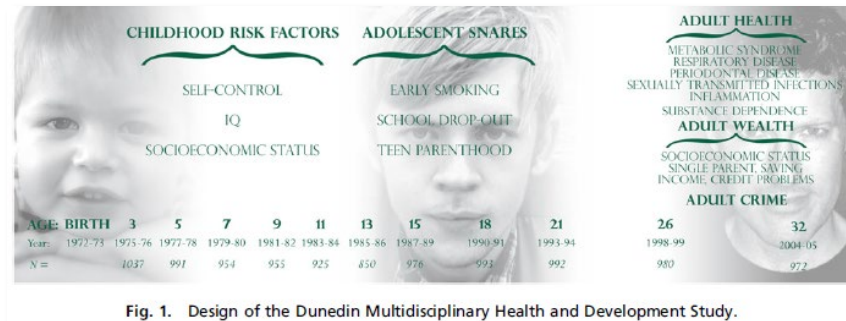 CHILDHOOD RISK FACTORS
SELF-CONTROL
IQ
SOCIOECONOMIC STATUS
ADOLESCENT SNARES
EARLY SMOKING
SCHOOL DROP-OUT
TEEN PARENTHOOD
ADULT HEALTH
METABOLIC SYNDROME
RESPIRATORY DISEASE
PERIODONTAL DISEASE
SEXUALLY TRANSMITTED INFECTIONS
INFLAMMATION
SUBSTANCE DEPENDENCE
ADULT WEALTH
SOCIOECONOMIC STATUS
SINGLE PARENT, SAVING
INCOME, CREDIT PROBLEMS
ADULT CRIME
AGE: BIRTH 3 5 7 9 11 13 15 18 21 26 32
Year: 1972-73 1975-76 1977-78 1979-80 1981-82 1983-84 1985-86 1987-89 1990-91 1993-94 1998-99 2004-05
N = 1037 991 954 955 925 850 976 993 992 980 972
Fig. 1. Design of the Dunedin Multidisciplinary Health and Development Study.